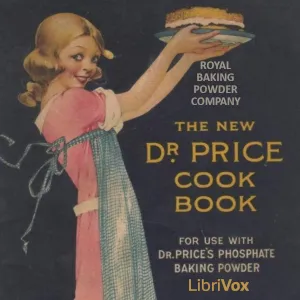 ROYAL
BAKING
POWDER
COMPANY
THE NEW
DR PRICE
COOK
BOOK
FOR USE WITH
DR.PRICE'S PHOSPHATE
BAKING POWDER
LibriVox